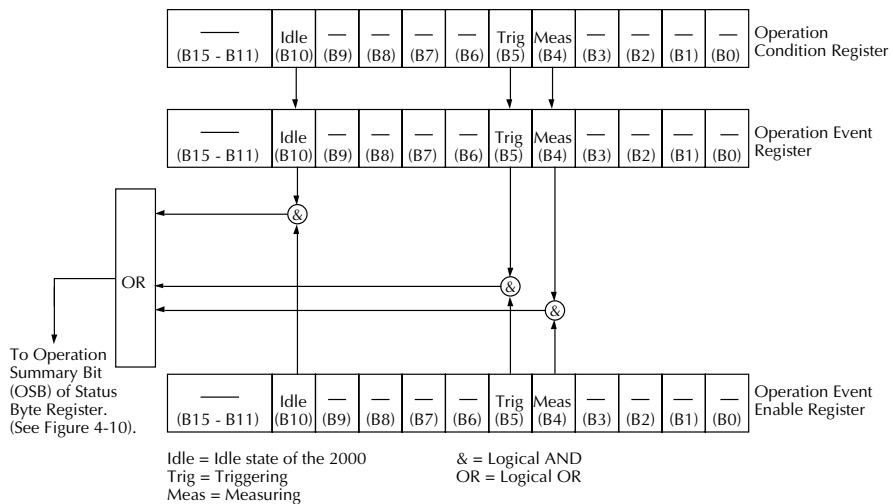 Idle Trig Meas
(B15 - B11) (B10) (B9) (B8) (B7) (B6) (B5) (B4) (B3) (B2) (B1) (B0)
Operation
Condition Register
Idle Trig Meas
(B15 - B11) (B10) (B9) (B8) (B7) (B6) (B5) (B4) (B3) (B2) (B1) (B0)
Operation Event
Register
&
OR
&
&
To Operation
Summary Bit
(OSB) of Status
Byte Register.
(See Figure 4-10).
Idle Trig Meas
(B15 - B11) (B10) (B9) (B8) (B7) (B6) (B5) (B4) (B3) (B2) (B1) (B0)
Operation Event
Enable Register
Idle = Idle state of the 2000
Trig = Triggering
Meas = Measuring
& = Logical AND
OR = Logical OR